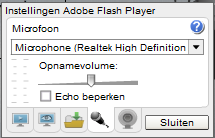 Instellingen Adobe Flash Player
Microfoon
Microphone (Realtek High Definition
Opnamevolume:
Echo beperken
Sluiten